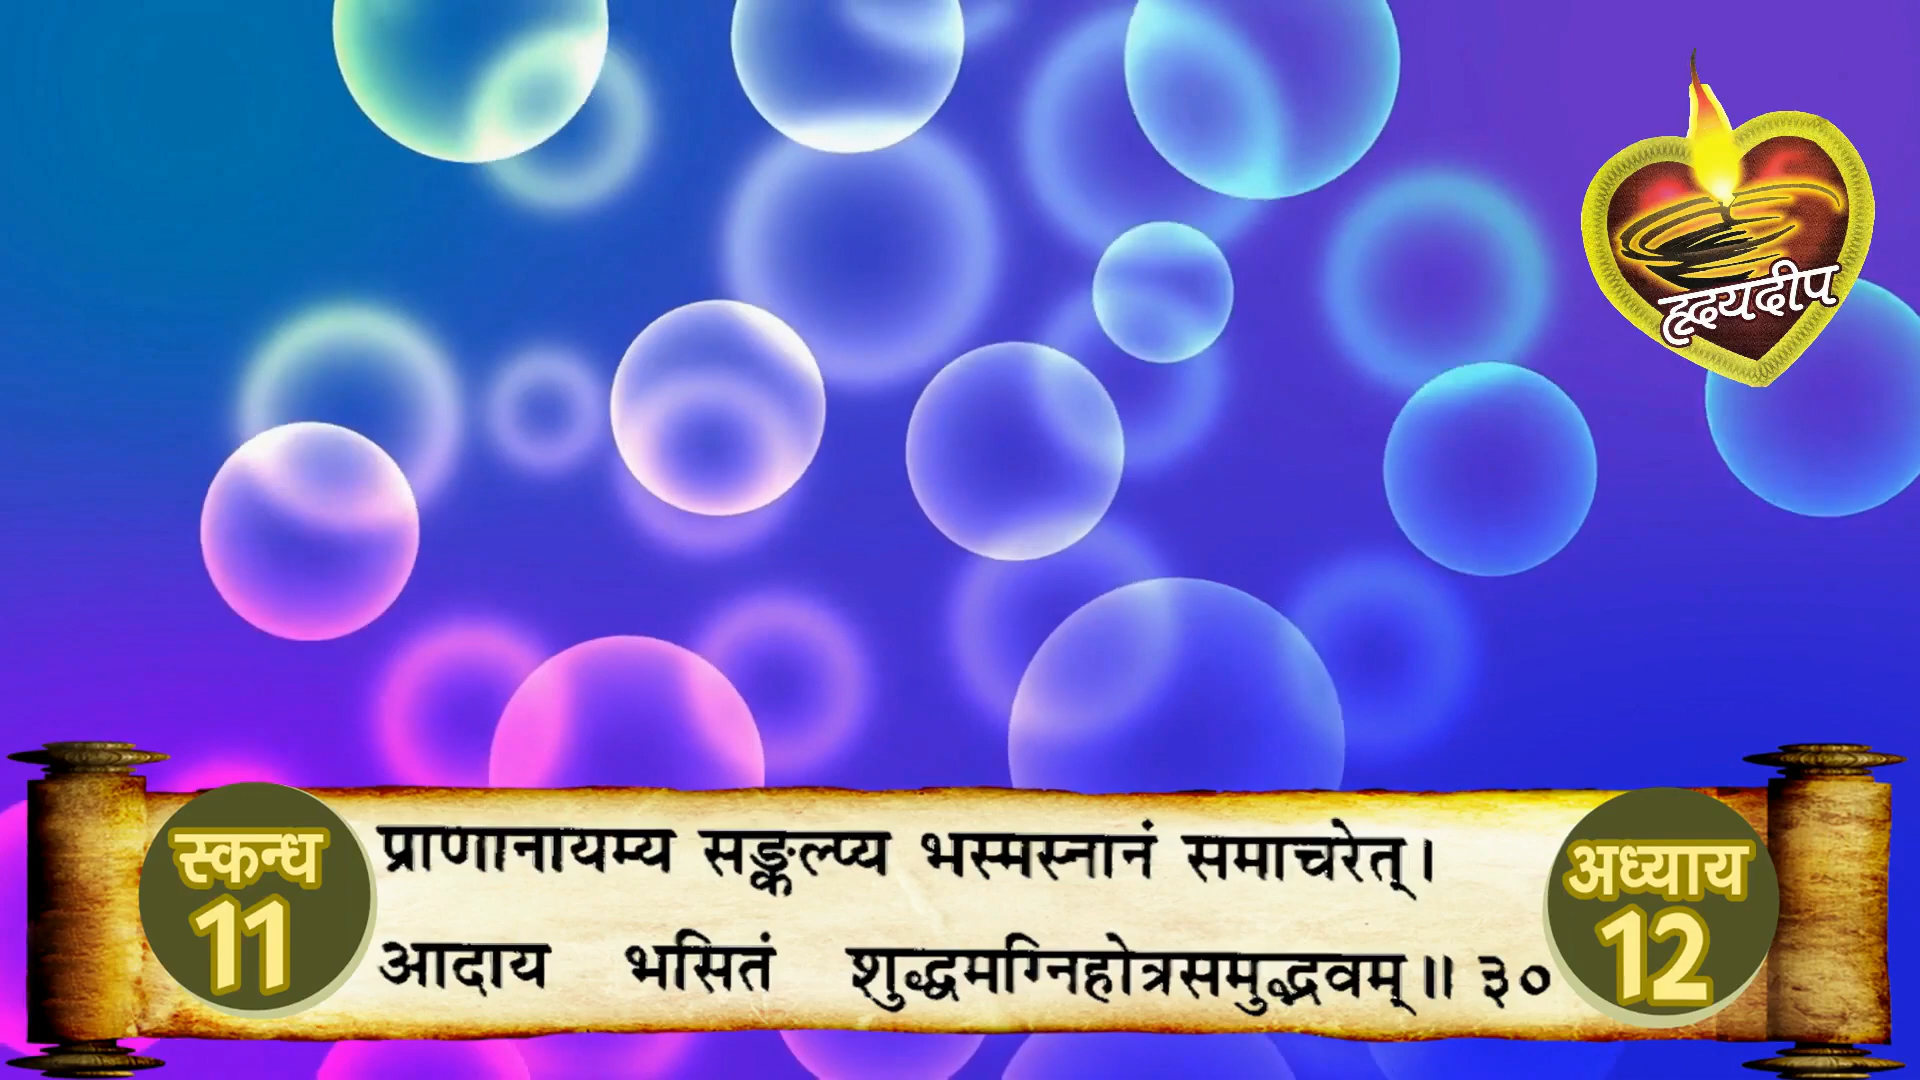 हृदयदीप
स्कन्ध
11
प्राणानायम्य सङ्कल्प्य भस्मस्नानं समाचरेत्।
आदाय भसितं शुद्धमग्निहोत्रसमुद्भवम्॥ ३०
अध्याय
12